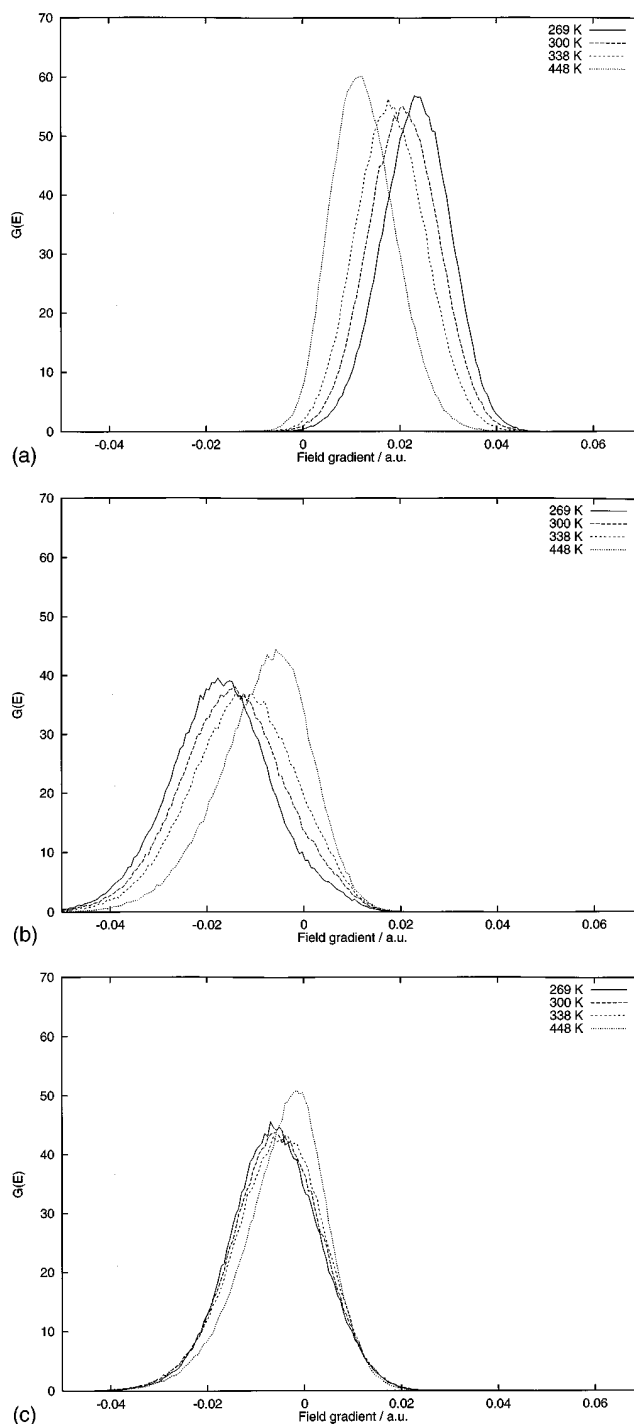 70
60
50
40
30
20
10
0
G(E)
269 K
300 K
338 K
448 K
-0.04 -0.02 0 0.02 0.04 0.06
Field gradient / a.u.
(a)
70
60
50
40
30
20
10
0
G(E)
269 K
300 K
338 K
448 K
-0.04 -0.02 0 0.02 0.04 0.06
Field gradient / a.u.
(b)
70
60
50
40
30
20
10
0
G(E)
269 K
300 K
338 K
448 K
-0.04 -0.02 0 0.02 0.04 0.06
Field gradient / a.u.
(c)